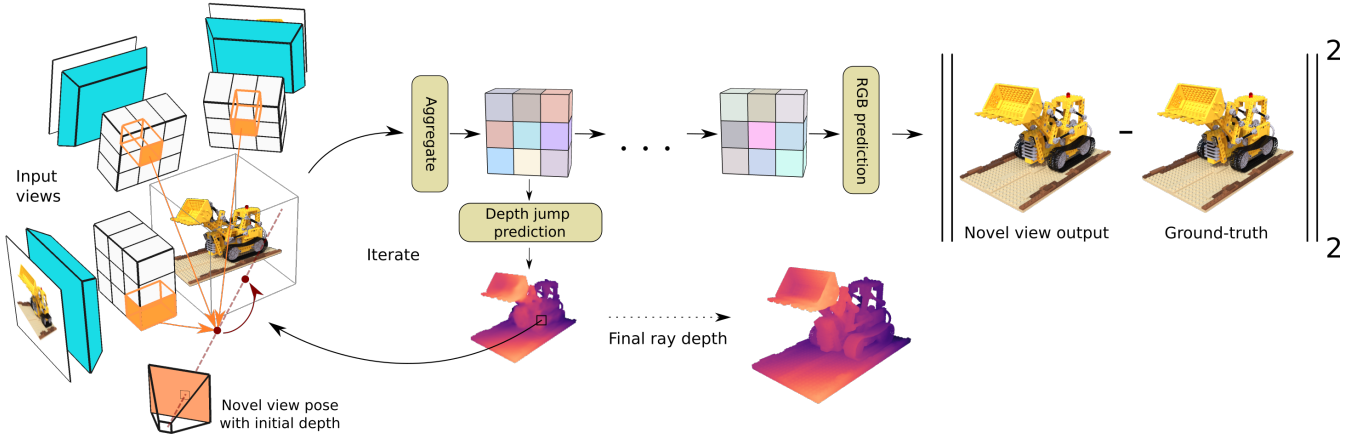 Input
views
Novel view pose
with initial depth
Iterate
Aggregate
Depth jump
prediction
Final ray depth
. . .
RGB prediction
Novel view output
-
Ground-truth
2
2